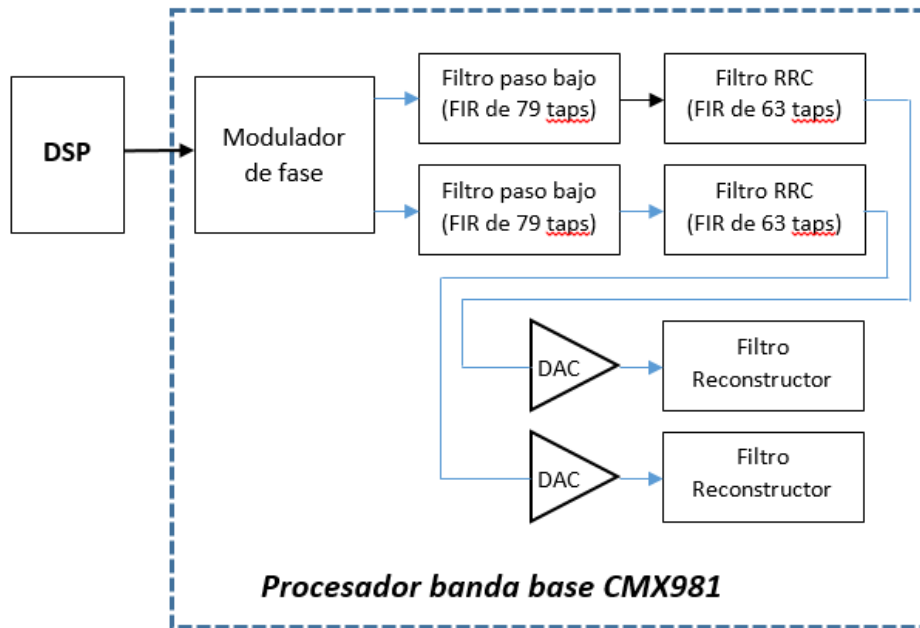 DSP
Modulador
de fase
Filtro paso bajo
(FIR de 79 taps)
Filtro RRC
(FIR de 63 taps)
Filtro paso bajo
(FIR de 79 taps)
Filtro RRC
(FIR de 63 taps)
DAC
Filtro
Reconstructor
DAC
Filtro
Reconstructor
Procesador banda base CMX981